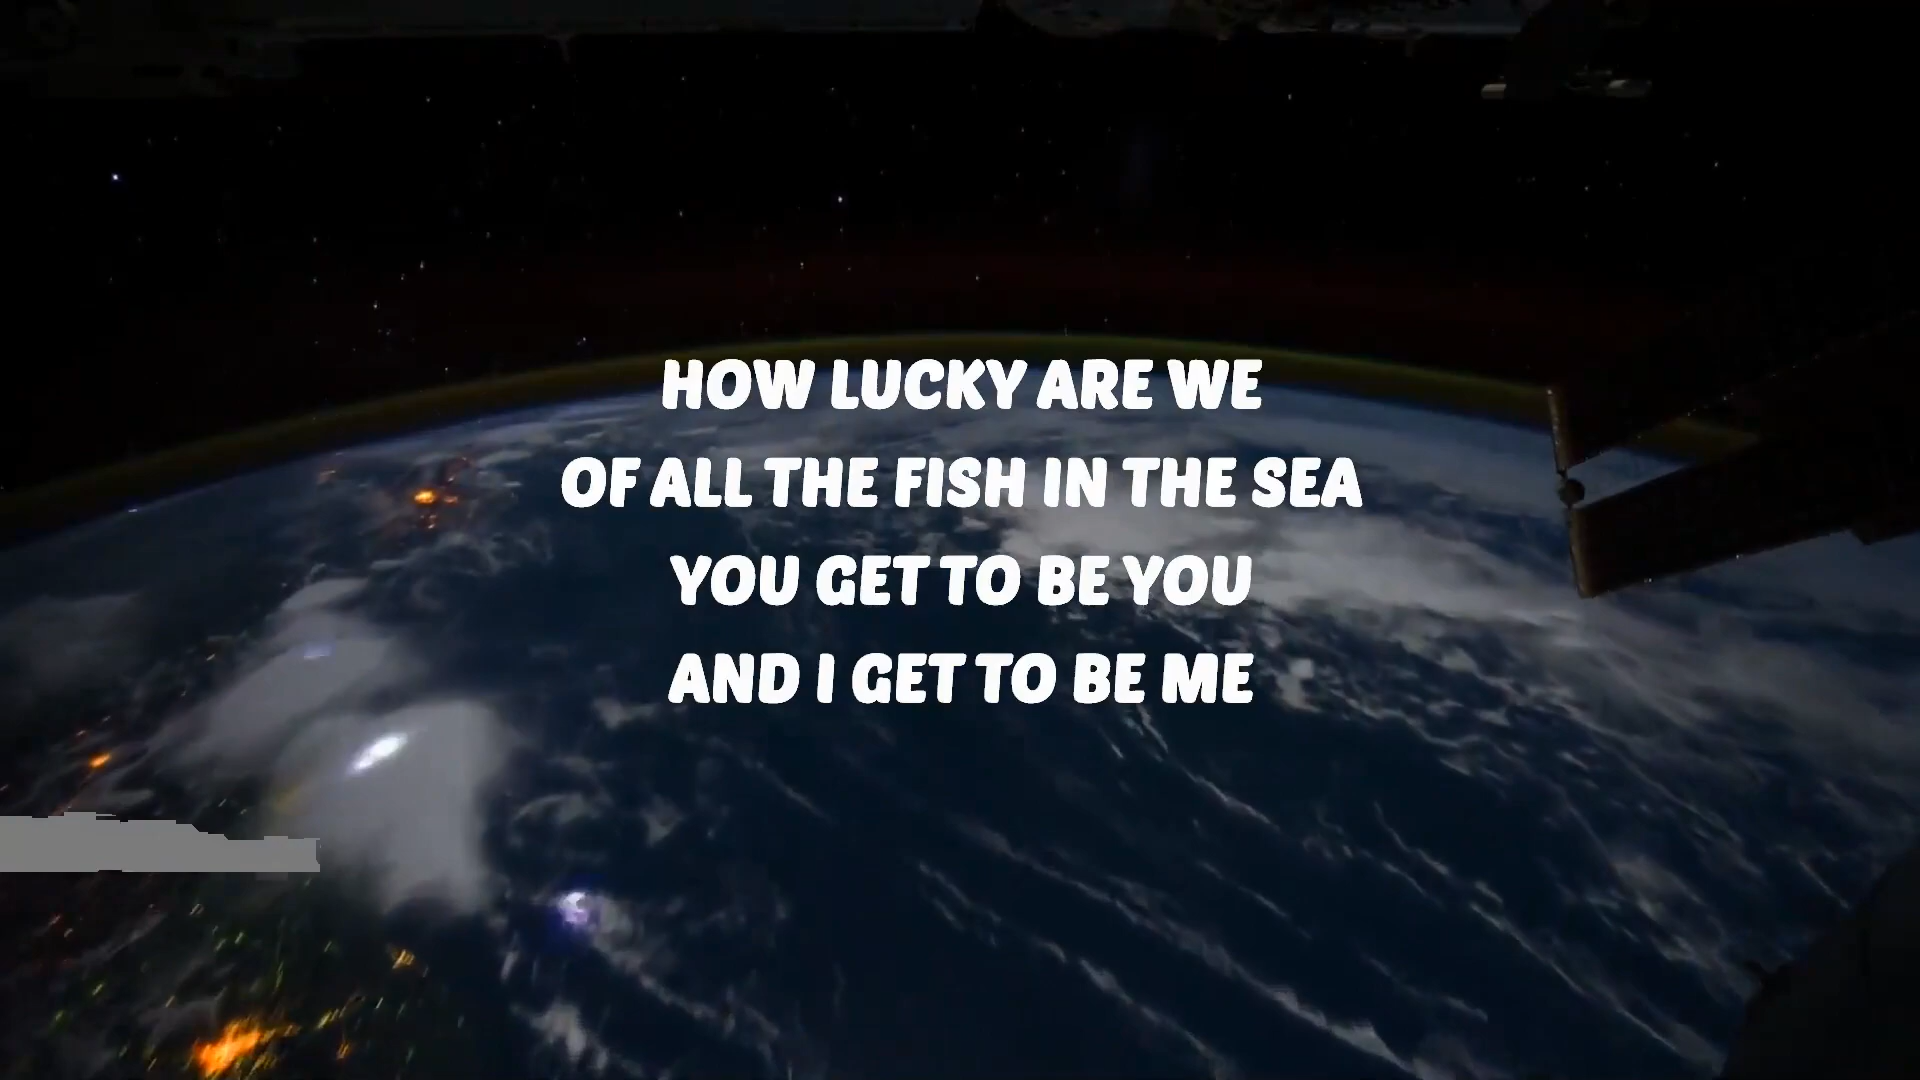 HOW LUCKY ARE WE
OF ALL THE FISH IN THE SEA
YOU GET TO BE YOU
AND I GET TO BE ME